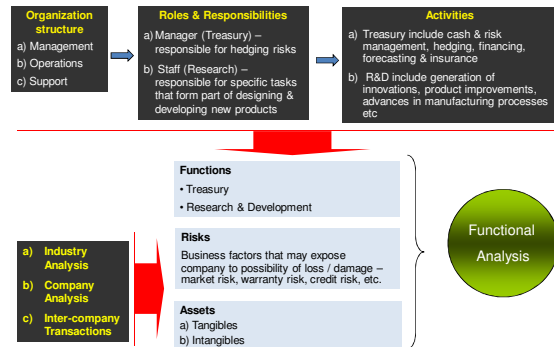 Organization
structure
a) Management
b) Operations
c) Support
Roles & Responsibilities
a) Manager (Treasury) –
responsible for hedging risks
b) Staff (Research) –
responsible for specific tasks
that form part of designing &
developing new products
Activities
a) Treasury include cash & risk
management, hedging, financing,
forecasting & insurance
b) R&D include generation of
innovations, product improvements,
advances in manufacturing processes
etc
Functions
• Treasury
• Research & Development
a) Industry
Analysis
b) Company
Analysis
c) Inter-company
Transactions
Risks
Business factors that may expose
company to possibility of loss / damage –
market risk, warranty risk, credit risk, etc.
Assets
a) Tangibles
b) Intangibles
Functional
Analysis